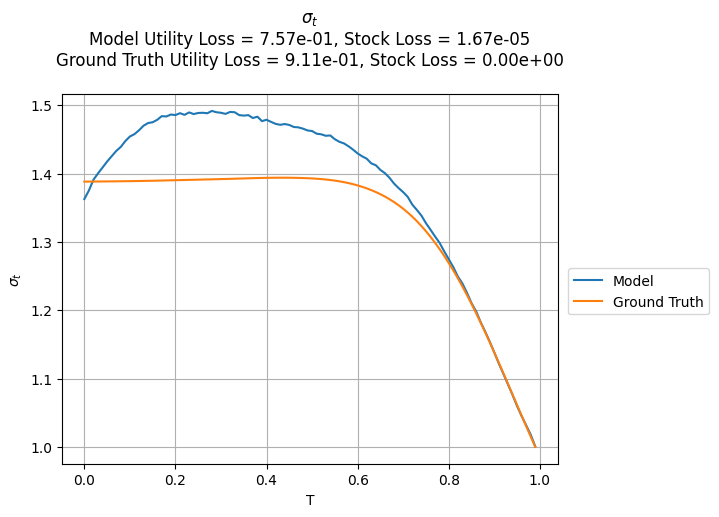 σt
Model Utility Loss = 7.57e-01, Stock Loss = 1.67e-05
Ground Truth Utility Loss = 9.11e-01, Stock Loss = 0.00e+00
1.5
1.4
1.3
1.2
1.1
1.0
σt
0.0 0.2 0.4 0.6 0.8 1.0
T
Model
Ground Truth